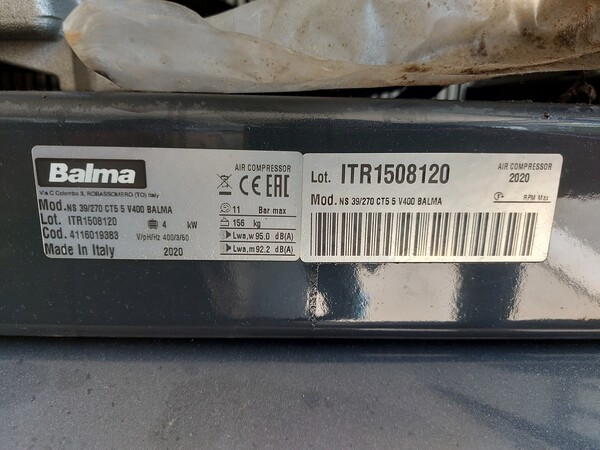 Balma
Via C Colombo 3, ROBASSOMERO (TO) Italy
Mod. NS 39/270 CT5 5 V400 BALMA
Lot. ITR1508120 4 kW
Cod. 4116019383 V/pH/Hz 400/3/50
Made in Italy 2020
AIR COMPRESSOR
CE EAC
11 Bar max
156 kg
Lwa,w 95.0 dB(A)
Lwa,m 92.2 dB(A)
Lot. ITR1508120
AIR COMPRESSOR
2020
Mod. NS 39/270 CT5 5 V400 BALMA
RPM Max